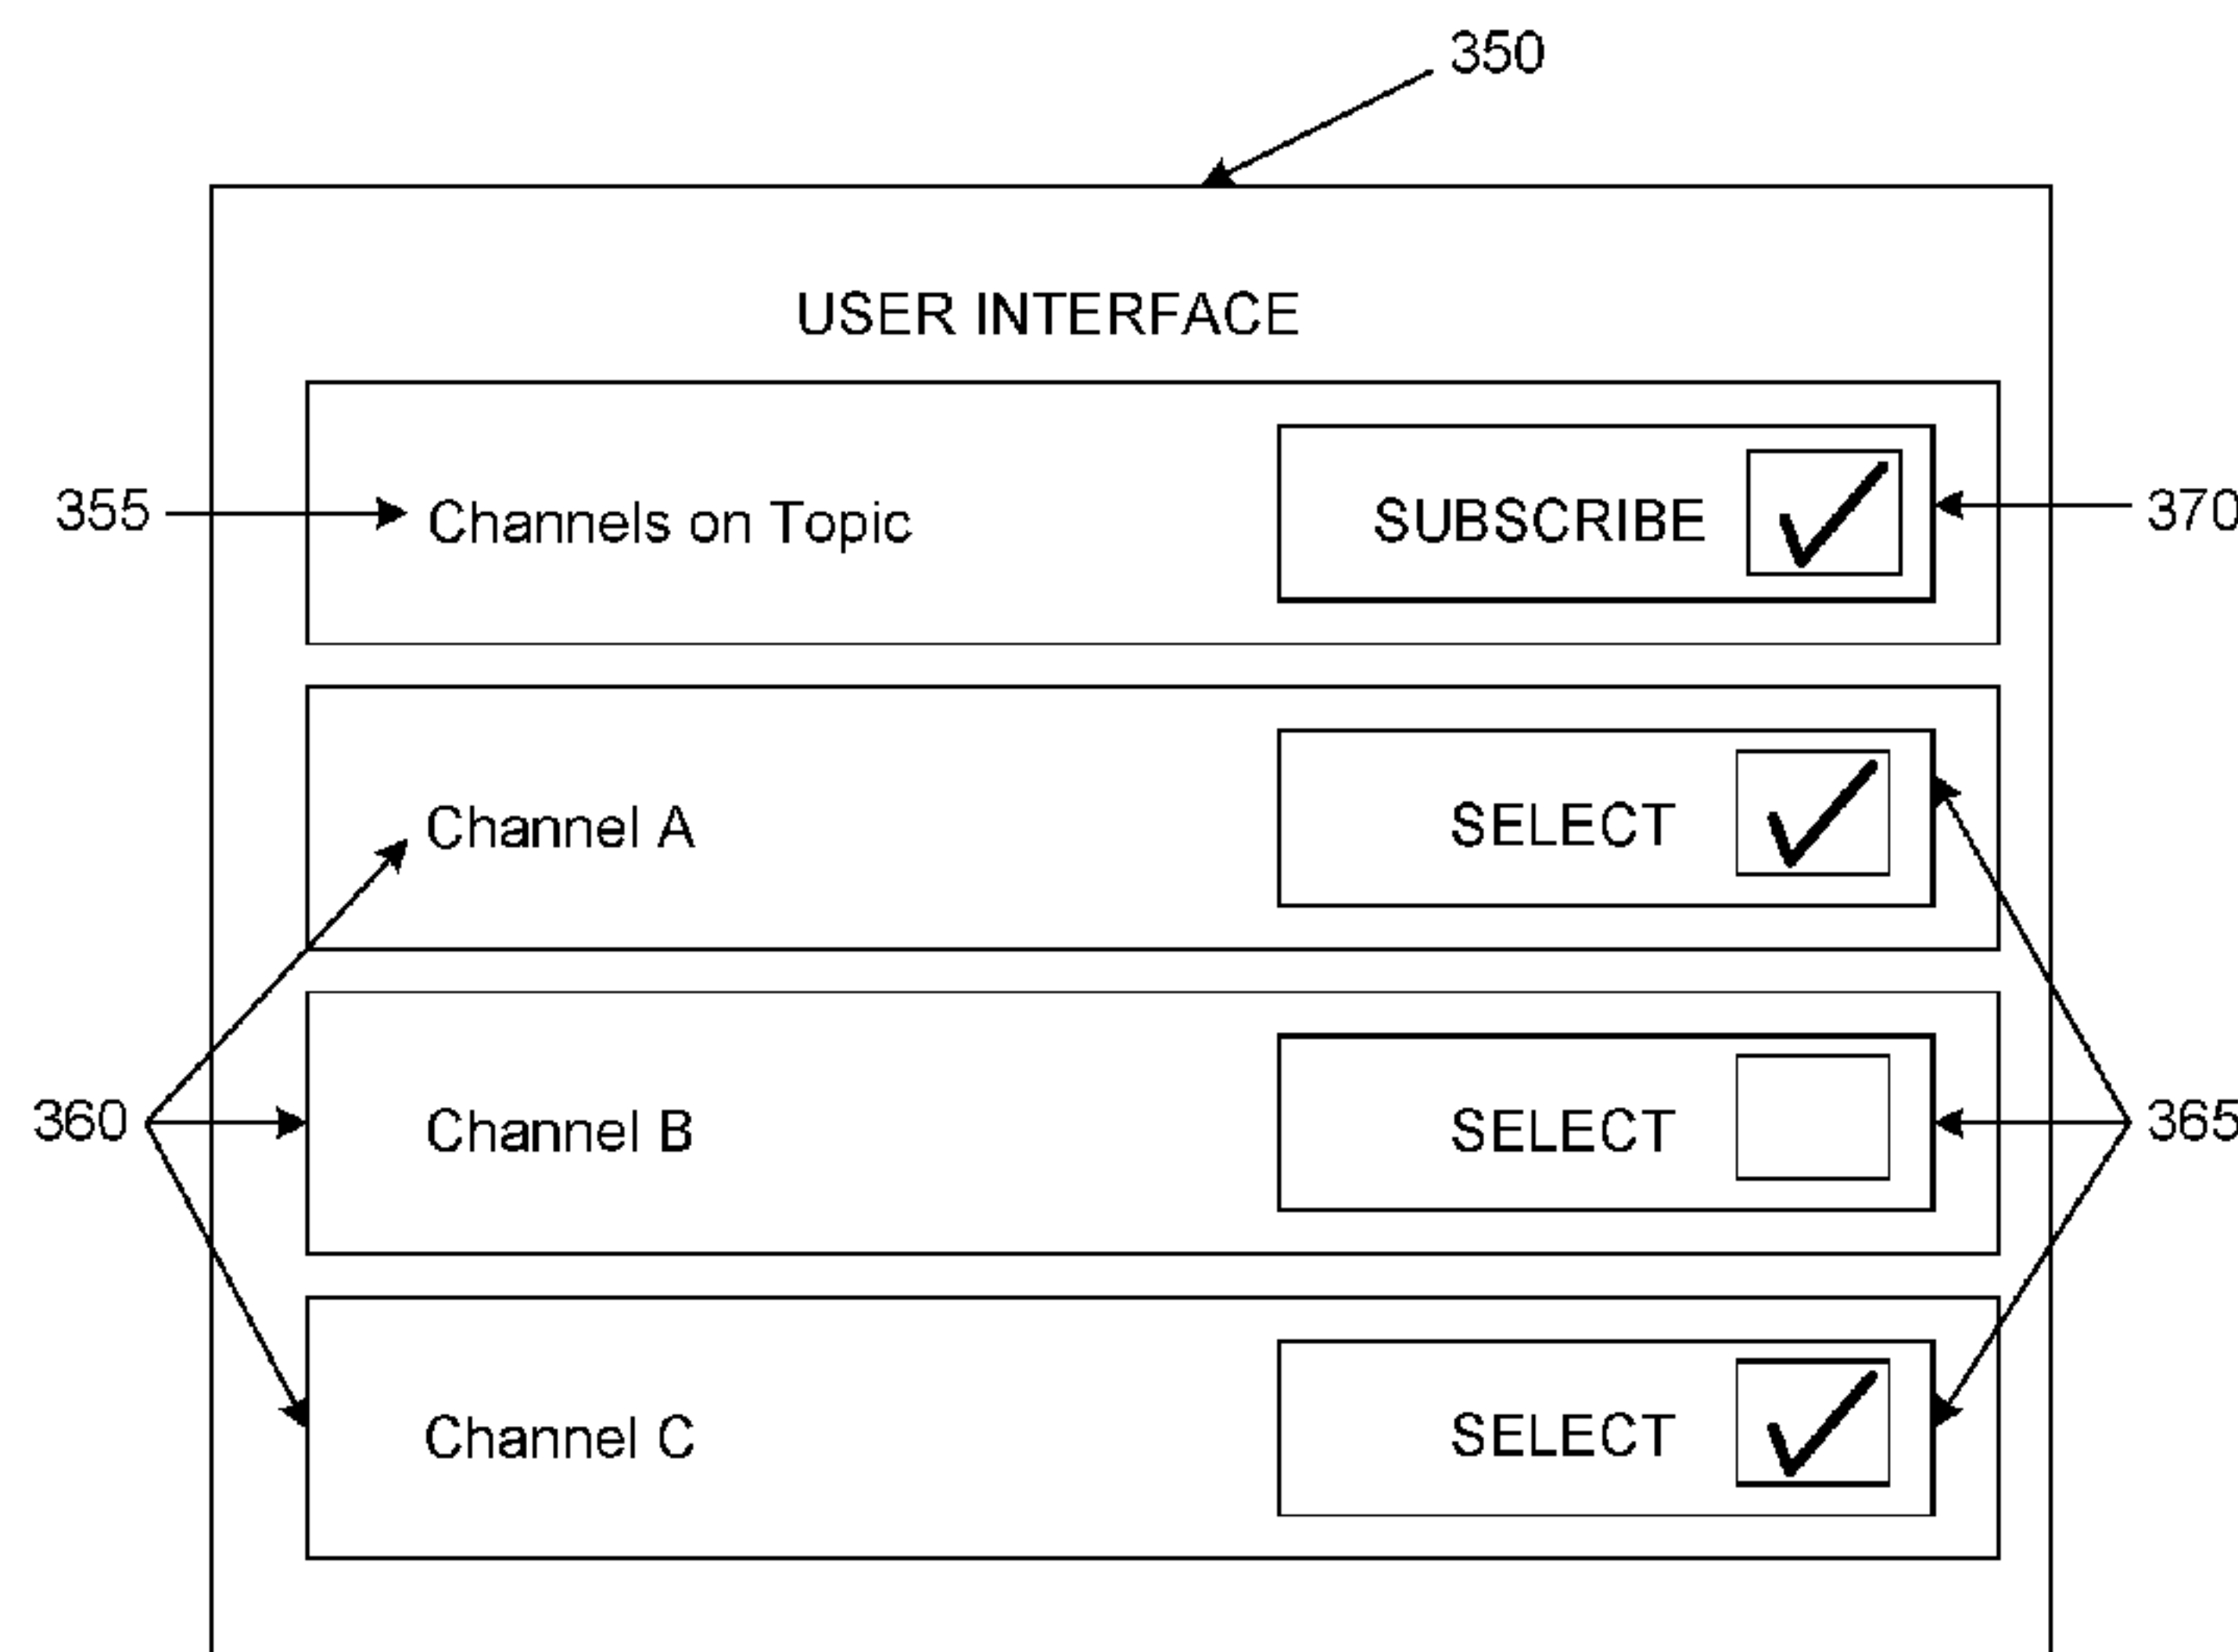 350
USER INTERFACE
355 Channels on Topic SUBSCRIBE 370
Channel A SELECT
360 Channel B SELECT 365
Channel C SELECT